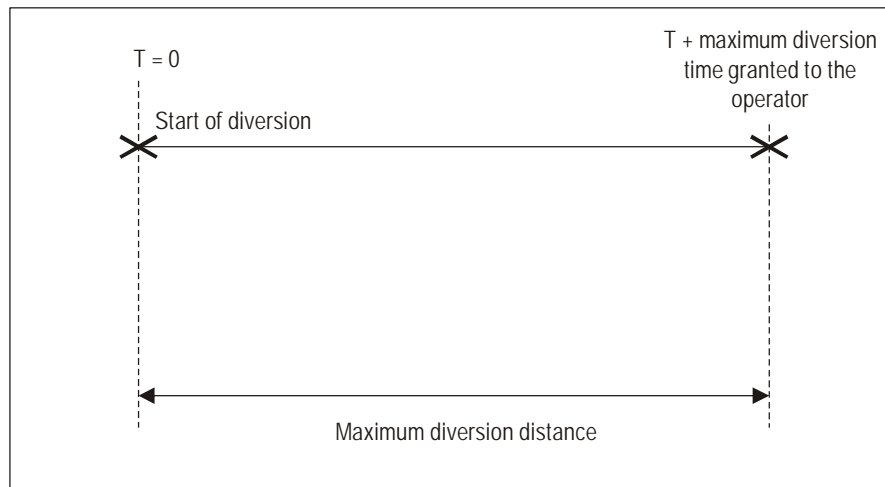 T = 0
T + maximum diversion
time granted to the
operator
Start of diversion
Maximum diversion distance